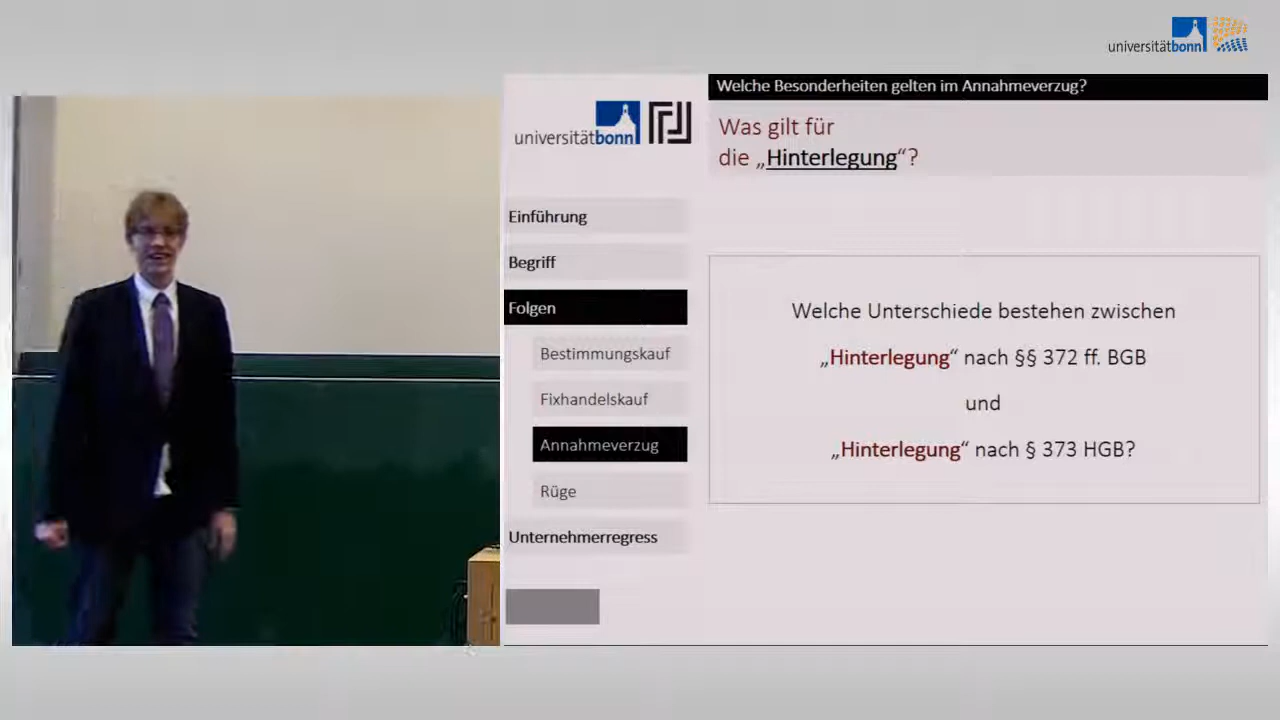 universitätbonn
Welche Besonderheiten gelten im Annahmeverzug?
universitätbonn
Was gilt für
die „Hinterlegung“?
Einführung
Begriff
Folgen
Bestimmungskauf
Fixhandelskauf
Annahmeverzug
Rüge
Unternehmerregress
Welche Unterschiede bestehen zwischen
„Hinterlegung“ nach §§ 372 ff. BGB
und
„Hinterlegung“ nach § 373 HGB?